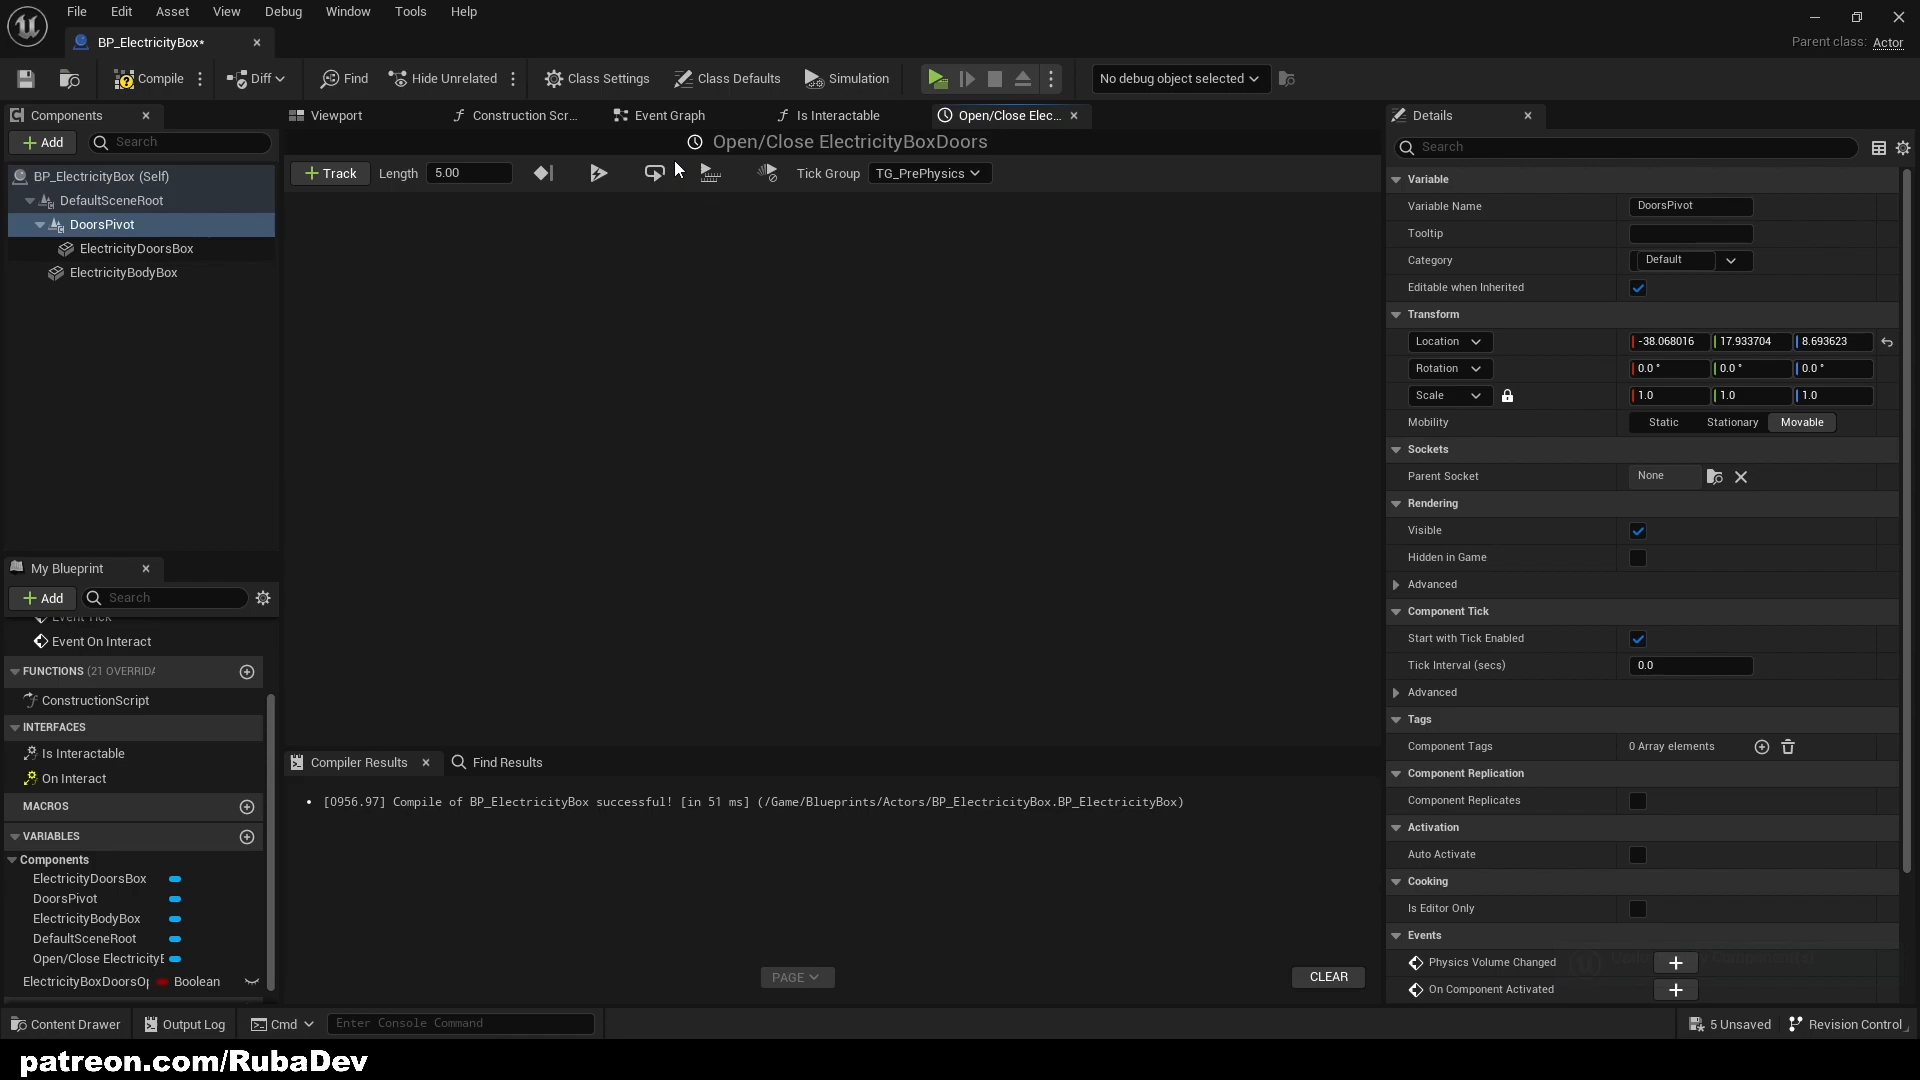 File Edit Asset View Debug Window Tools Help
BP_ElectricityBox*
Parent class: Actor
Compile Diff Find Hide Unrelated Class Settings Class Defaults Simulation No debug object selected
Components
Viewport Construction Scr... Event Graph Is Interactable Open/Close Elec...
Details
Add Search
Open/Close ElectricityBoxDoors
Search
Track Length 5.00 Tick Group TG_PrePhysics
BP_ElectricityBox (Self)
DefaultSceneRoot
DoorsPivot
ElectricityDoorsBox
ElectricityBodyBox
Variable
Variable Name DoorsPivot
Tooltip
Category Default
Editable when Inherited
Transform
Location -38.068016 17.933704 8.693623
Rotation 0.0 ° 0.0 ° 0.0 °
Scale 1.0 1.0 1.0
Mobility Static Stationary Movable
Sockets
Parent Socket None
Rendering
Visible
Hidden in Game
Advanced
Component Tick
Start with Tick Enabled
Tick Interval (secs) 0.0
Advanced
Tags
Component Tags 0 Array elements
Component Replication
Component Replicates
Activation
Auto Activate
Cooking
Is Editor Only
Events
Physics Volume Changed
On Component Activated
My Blueprint
Add Search
Event Tick
Event On Interact
FUNCTIONS (21 OVERRIDA
ConstructionScript
INTERFACES
Is Interactable
On Interact
MACROS
VARIABLES
Components
ElectricityDoorsBox
DoorsPivot
ElectricityBodyBox
DefaultSceneRoot
Open/Close ElectricityE
ElectricityBoxDoorsOp Boolean
Compiler Results Find Results
• [0956.97] Compile of BP_ElectricityBox successful! [in 51 ms] (/Game/Blueprints/Actors/BP_ElectricityBox.BP_ElectricityBox)
PAGE CLEAR
Content Drawer Output Log Cmd Enter Console Command 5 Unsaved Revision Control
patreon.com/RubaDev